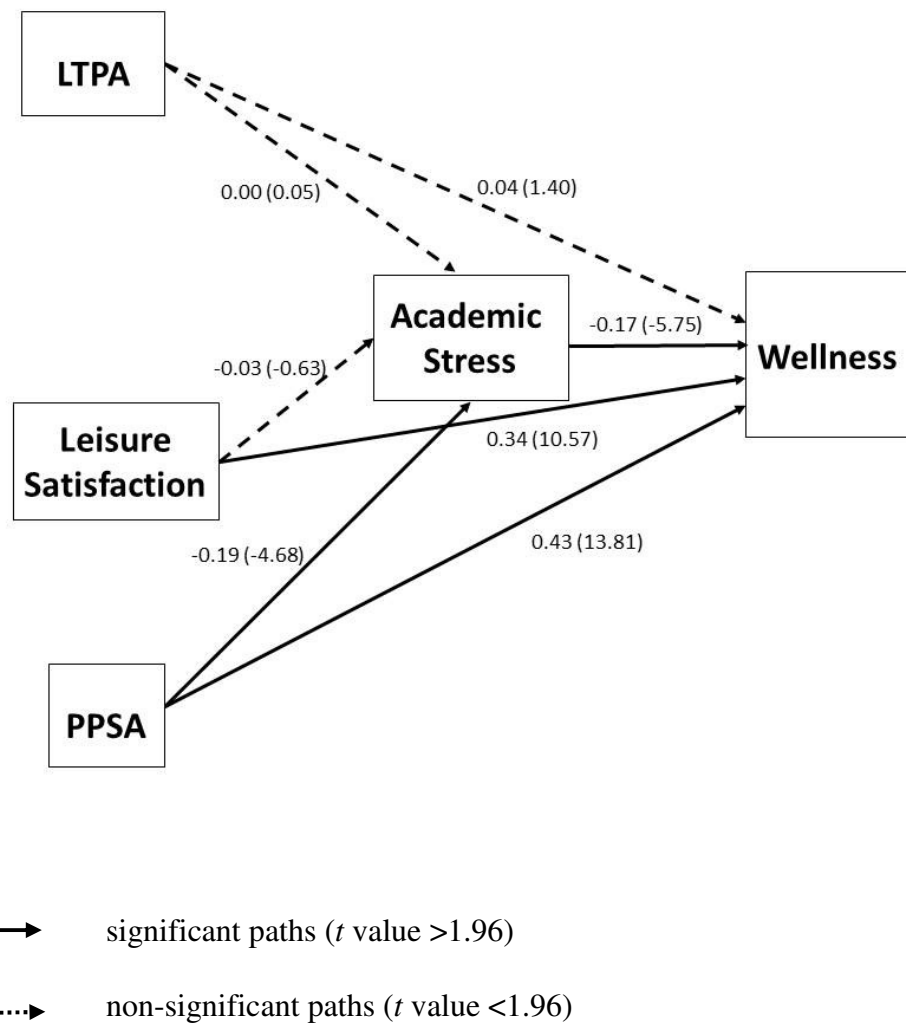 LTPA
0.00 (0.05)
0.04 (1.40)
Academic
Stress
-0.17 (-5.75)
Wellness
-0.03 (-0.63)
Leisure
Satisfaction
0.34 (10.57)
0.43 (13.81)
-0.19 (-4.68)
PPSA
significant paths (t value >1.96)
non-significant paths (t value <1.96)